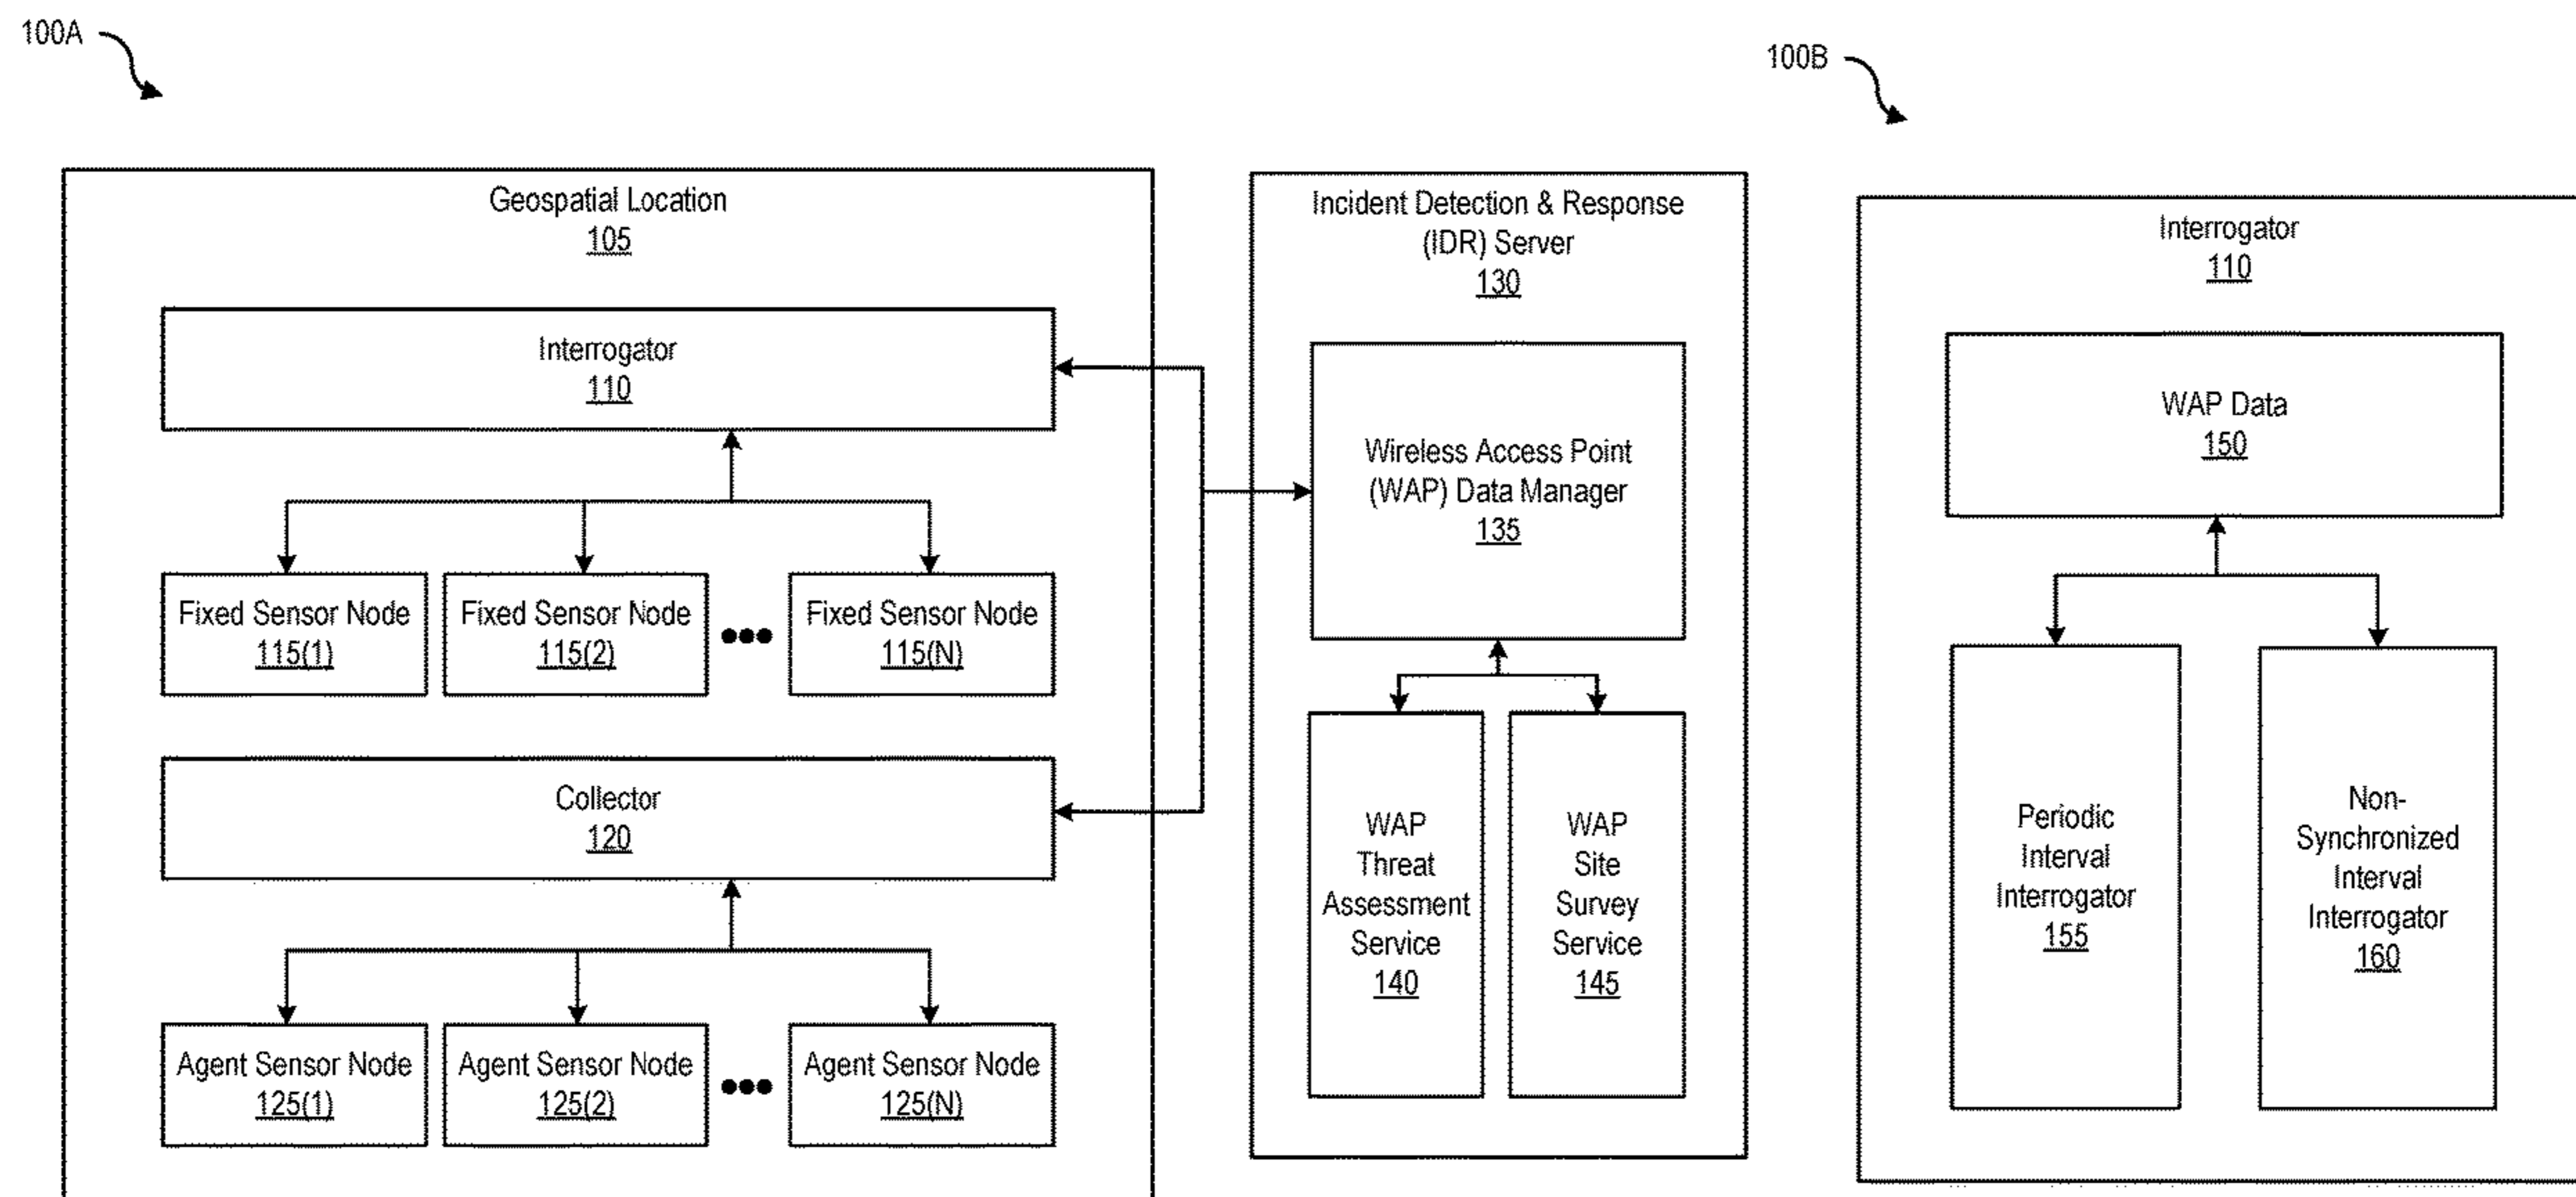 100A
Geospatial Location
105
Interrogator
110
Fixed Sensor Node
115(1)
Fixed Sensor Node
115(2)
Fixed Sensor Node
115(N)
Collector
120
Agent Sensor Node
125(1)
Agent Sensor Node
125(2)
Agent Sensor Node
125(N)
Incident Detection & Response
(IDR) Server
130
Wireless Access Point
(WAP) Data Manager
135
WAP
Threat
Assessment
Service
140
WAP
Site
Survey
Service
145
100B
Interrogator
110
WAP Data
150
Periodic
Interval
Interrogator
155
Non-
Synchronized
Interval
Interrogator
160